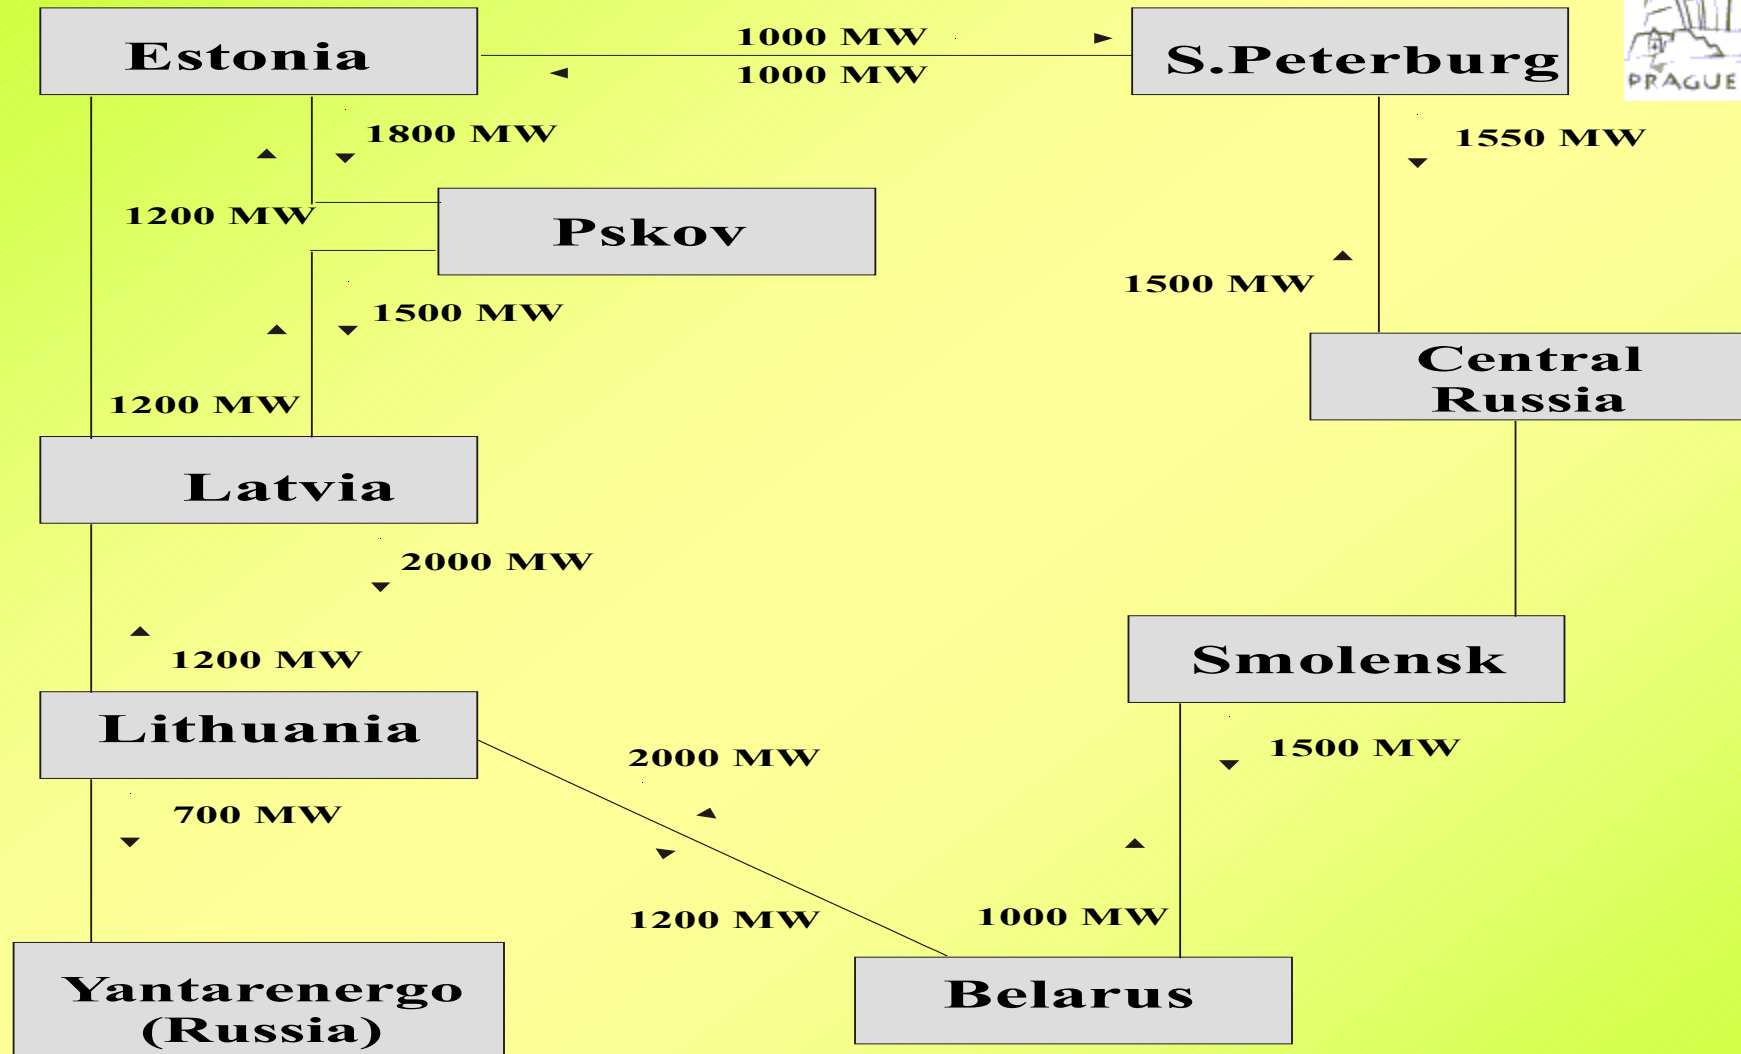 Estonia
1000 MW
1000 MW
S.Peterburg
PRAGUE
1800 MW
1550 MW
1200 MW
Pskov
1500 MW
1500 MW
Central
Russia
1200 MW
Latvia
2000 MW
1200 MW
Smolensk
Lithuania
2000 MW
1500 MW
700 MW
1200 MW
1000 MW
Yantarenergo
(Russia)
Belarus